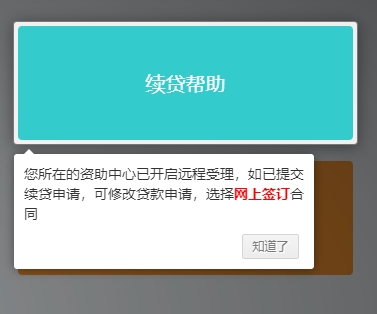 续贷帮助
您所在的资助中心已开启远程受理，如已提交
续贷申请，可修改贷款申请，选择网上签订合
同
知道了